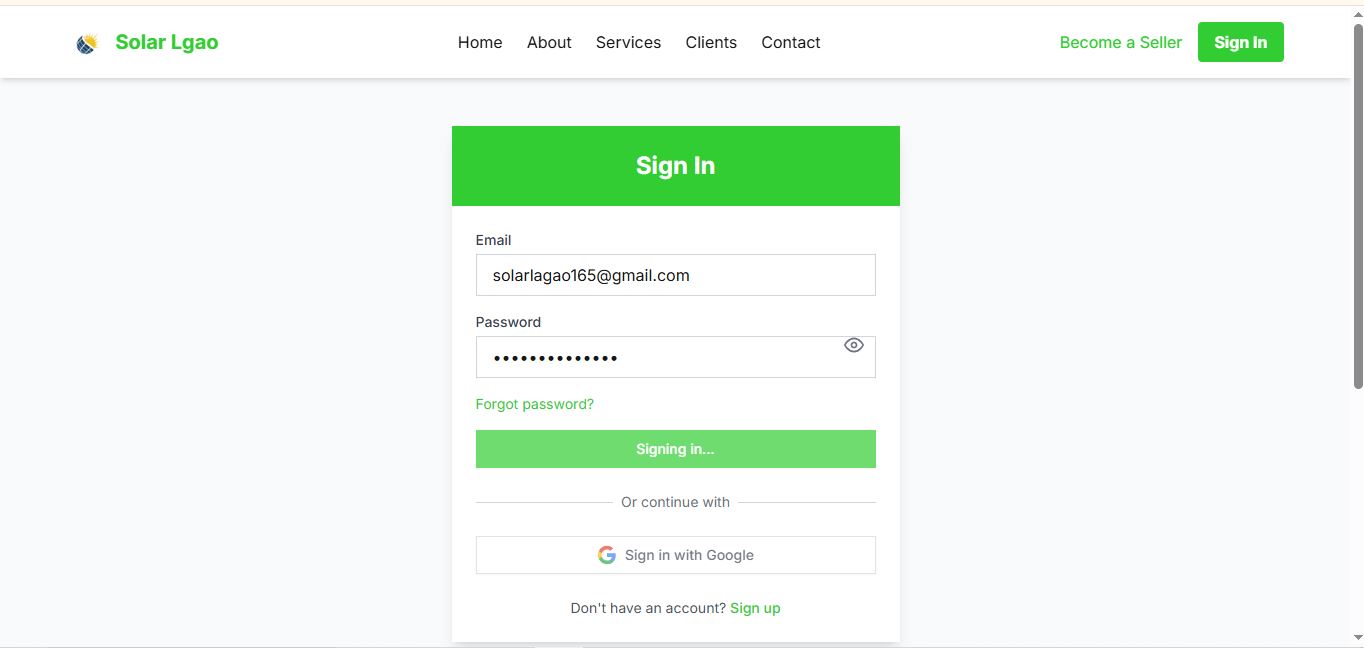 Solar Lgao
Home About Services Clients Contact
Become a Seller Sign In
Sign In
Email
solarlagao165@gmail.com
Password
••••••••••••••
Forgot password?
Signing in...
Or continue with
Sign in with Google
Don't have an account? Sign up